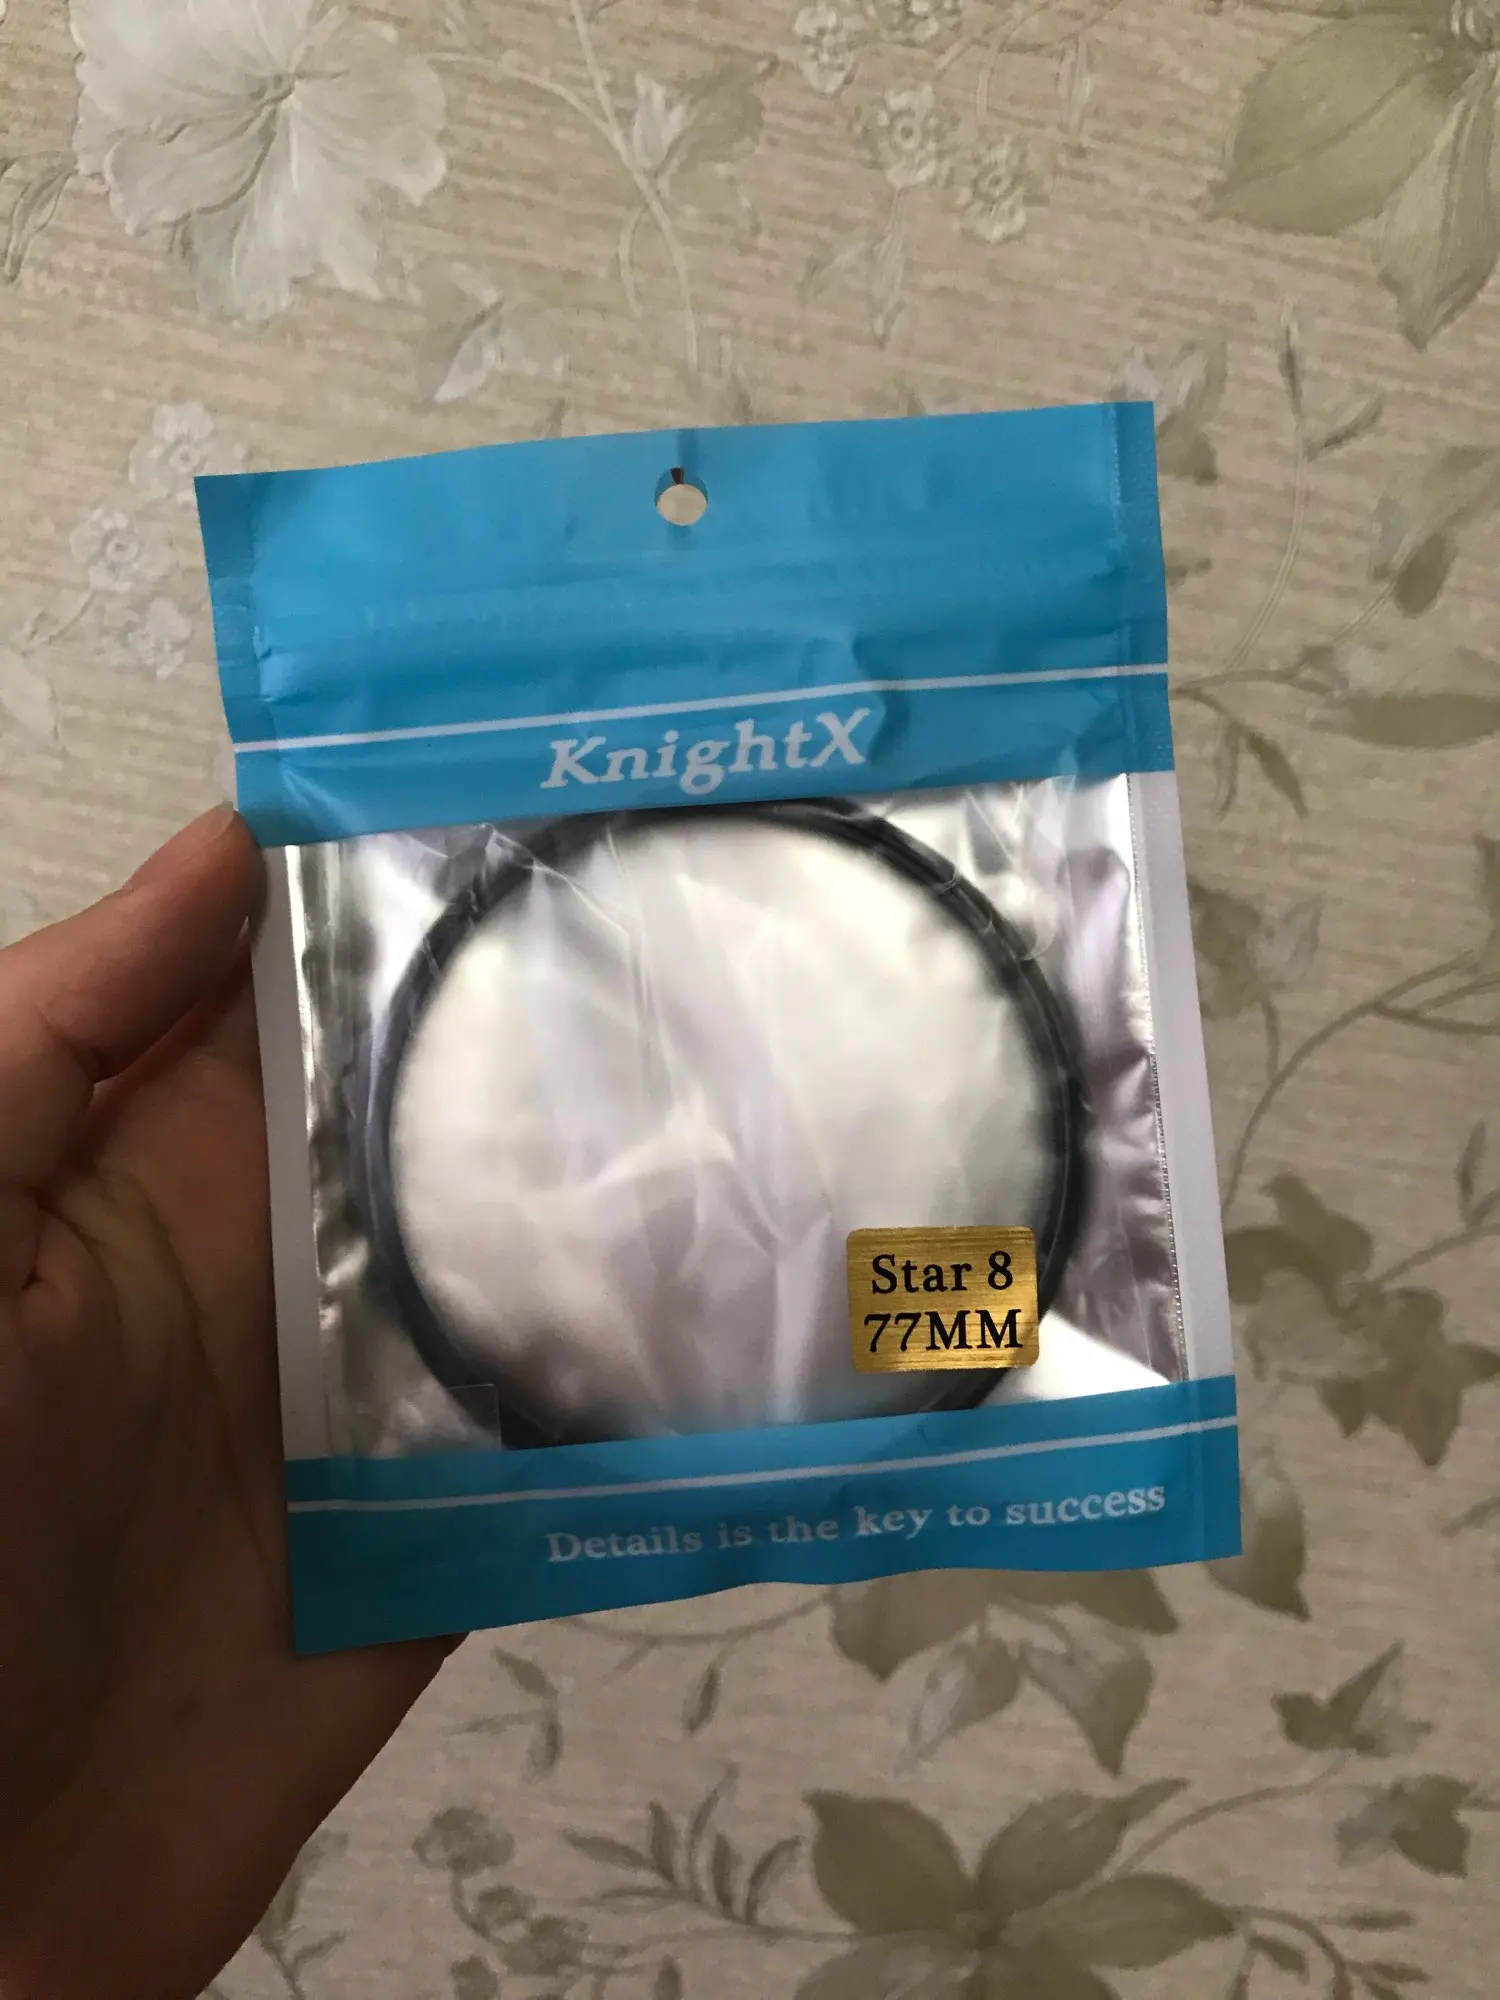 KnightX
Star 8
77MM
Details is the key to success